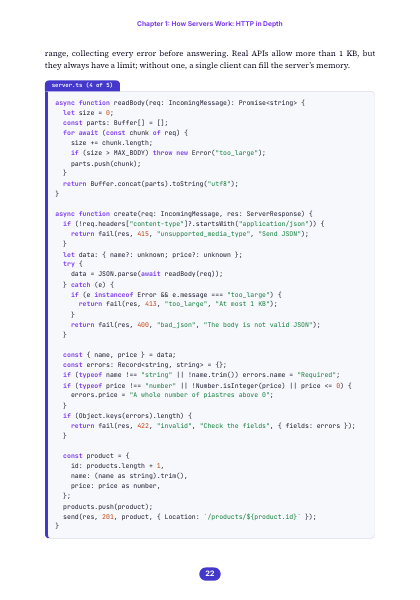 Chapter 1: How Servers Work: HTTP in Depth
range, collecting every error before answering. Real APIs allow more than 1 KB, but
they always have a limit; without one, a single client can fill the server's memory.
server.ts (4 of 5)
async function readBody(req: IncomingMessage): Promise<string> {
  let size = 0;
  const parts: Buffer[] = [];
  for await (const chunk of req) {
    size += chunk.length;
    if (size > MAX_BODY) throw new Error("too_large");
    parts.push(chunk);
  }
  return Buffer.concat(parts).toString("utf8");
}
async function create(req: IncomingMessage, res: ServerResponse) {
  if (!req.headers["content-type"]?.startsWith("application/json")) {
    return fail(res, 415, "unsupported_media_type", "Send JSON");
  }
  let data: { name?: unknown; price?: unknown };
  try {
    data = JSON.parse(await readBody(req));
  } catch (e) {
    if (e instanceof Error && e.message === "too_large") {
      return fail(res, 413, "too_large", "At most 1 KB");
    }
    return fail(res, 400, "bad_json", "The body is not valid JSON");
  }
  const { name, price } = data;
  const errors: Record<string, string> = {};
  if (typeof name !== "string" || !name.trim()) errors.name = "Required";
  if (typeof price !== "number" || !Number.isInteger(price) || price <= 0) {
    errors.price = "A whole number of piastres above 0";
  }
  if (Object.keys(errors).length) {
    return fail(res, 422, "invalid", "Check the fields", { fields: errors });
  }
  const product = {
    id: products.length + 1,
    name: (name as string).trim(),
    price: price as number,
  };
  products.push(product);
  send(res, 201, product, { Location: `/products/${product.id}` });
}
22